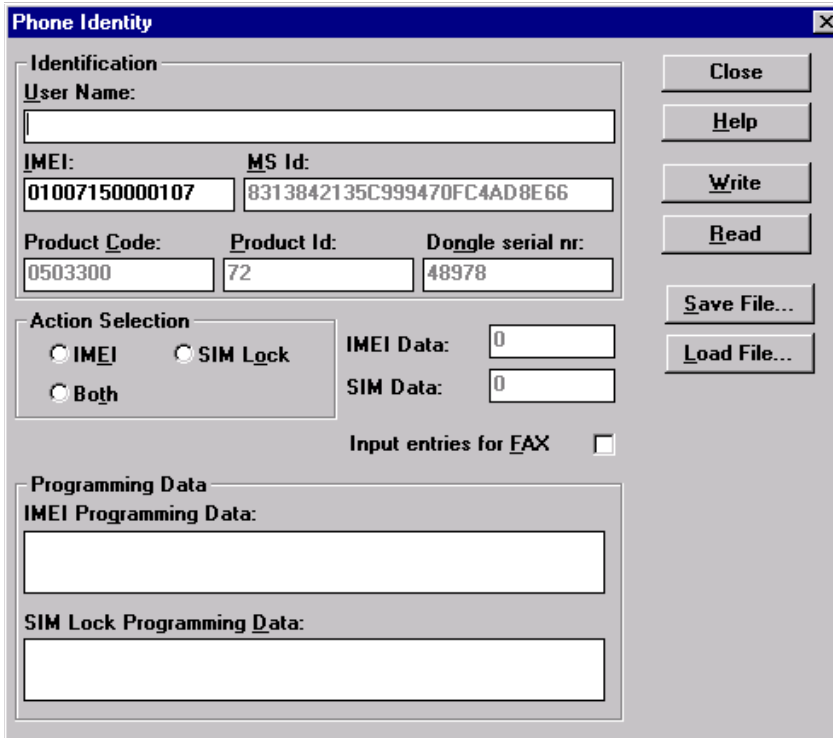 Phone Identity
Identification
User Name:
IMEI:
MS Id:
01007150000107
8313842135C999470FC4AD8E66
Product Code:
Product Id:
Dongle serial nr:
0503300
72
48978
Action Selection
IMEI
SIM Lock
Both
IMEI Data:
0
SIM Data:
0
Input entries for FAX
Programming Data
IMEI Programming Data:
SIM Lock Programming Data:
Close
Help
Write
Read
Save File...
Load File...